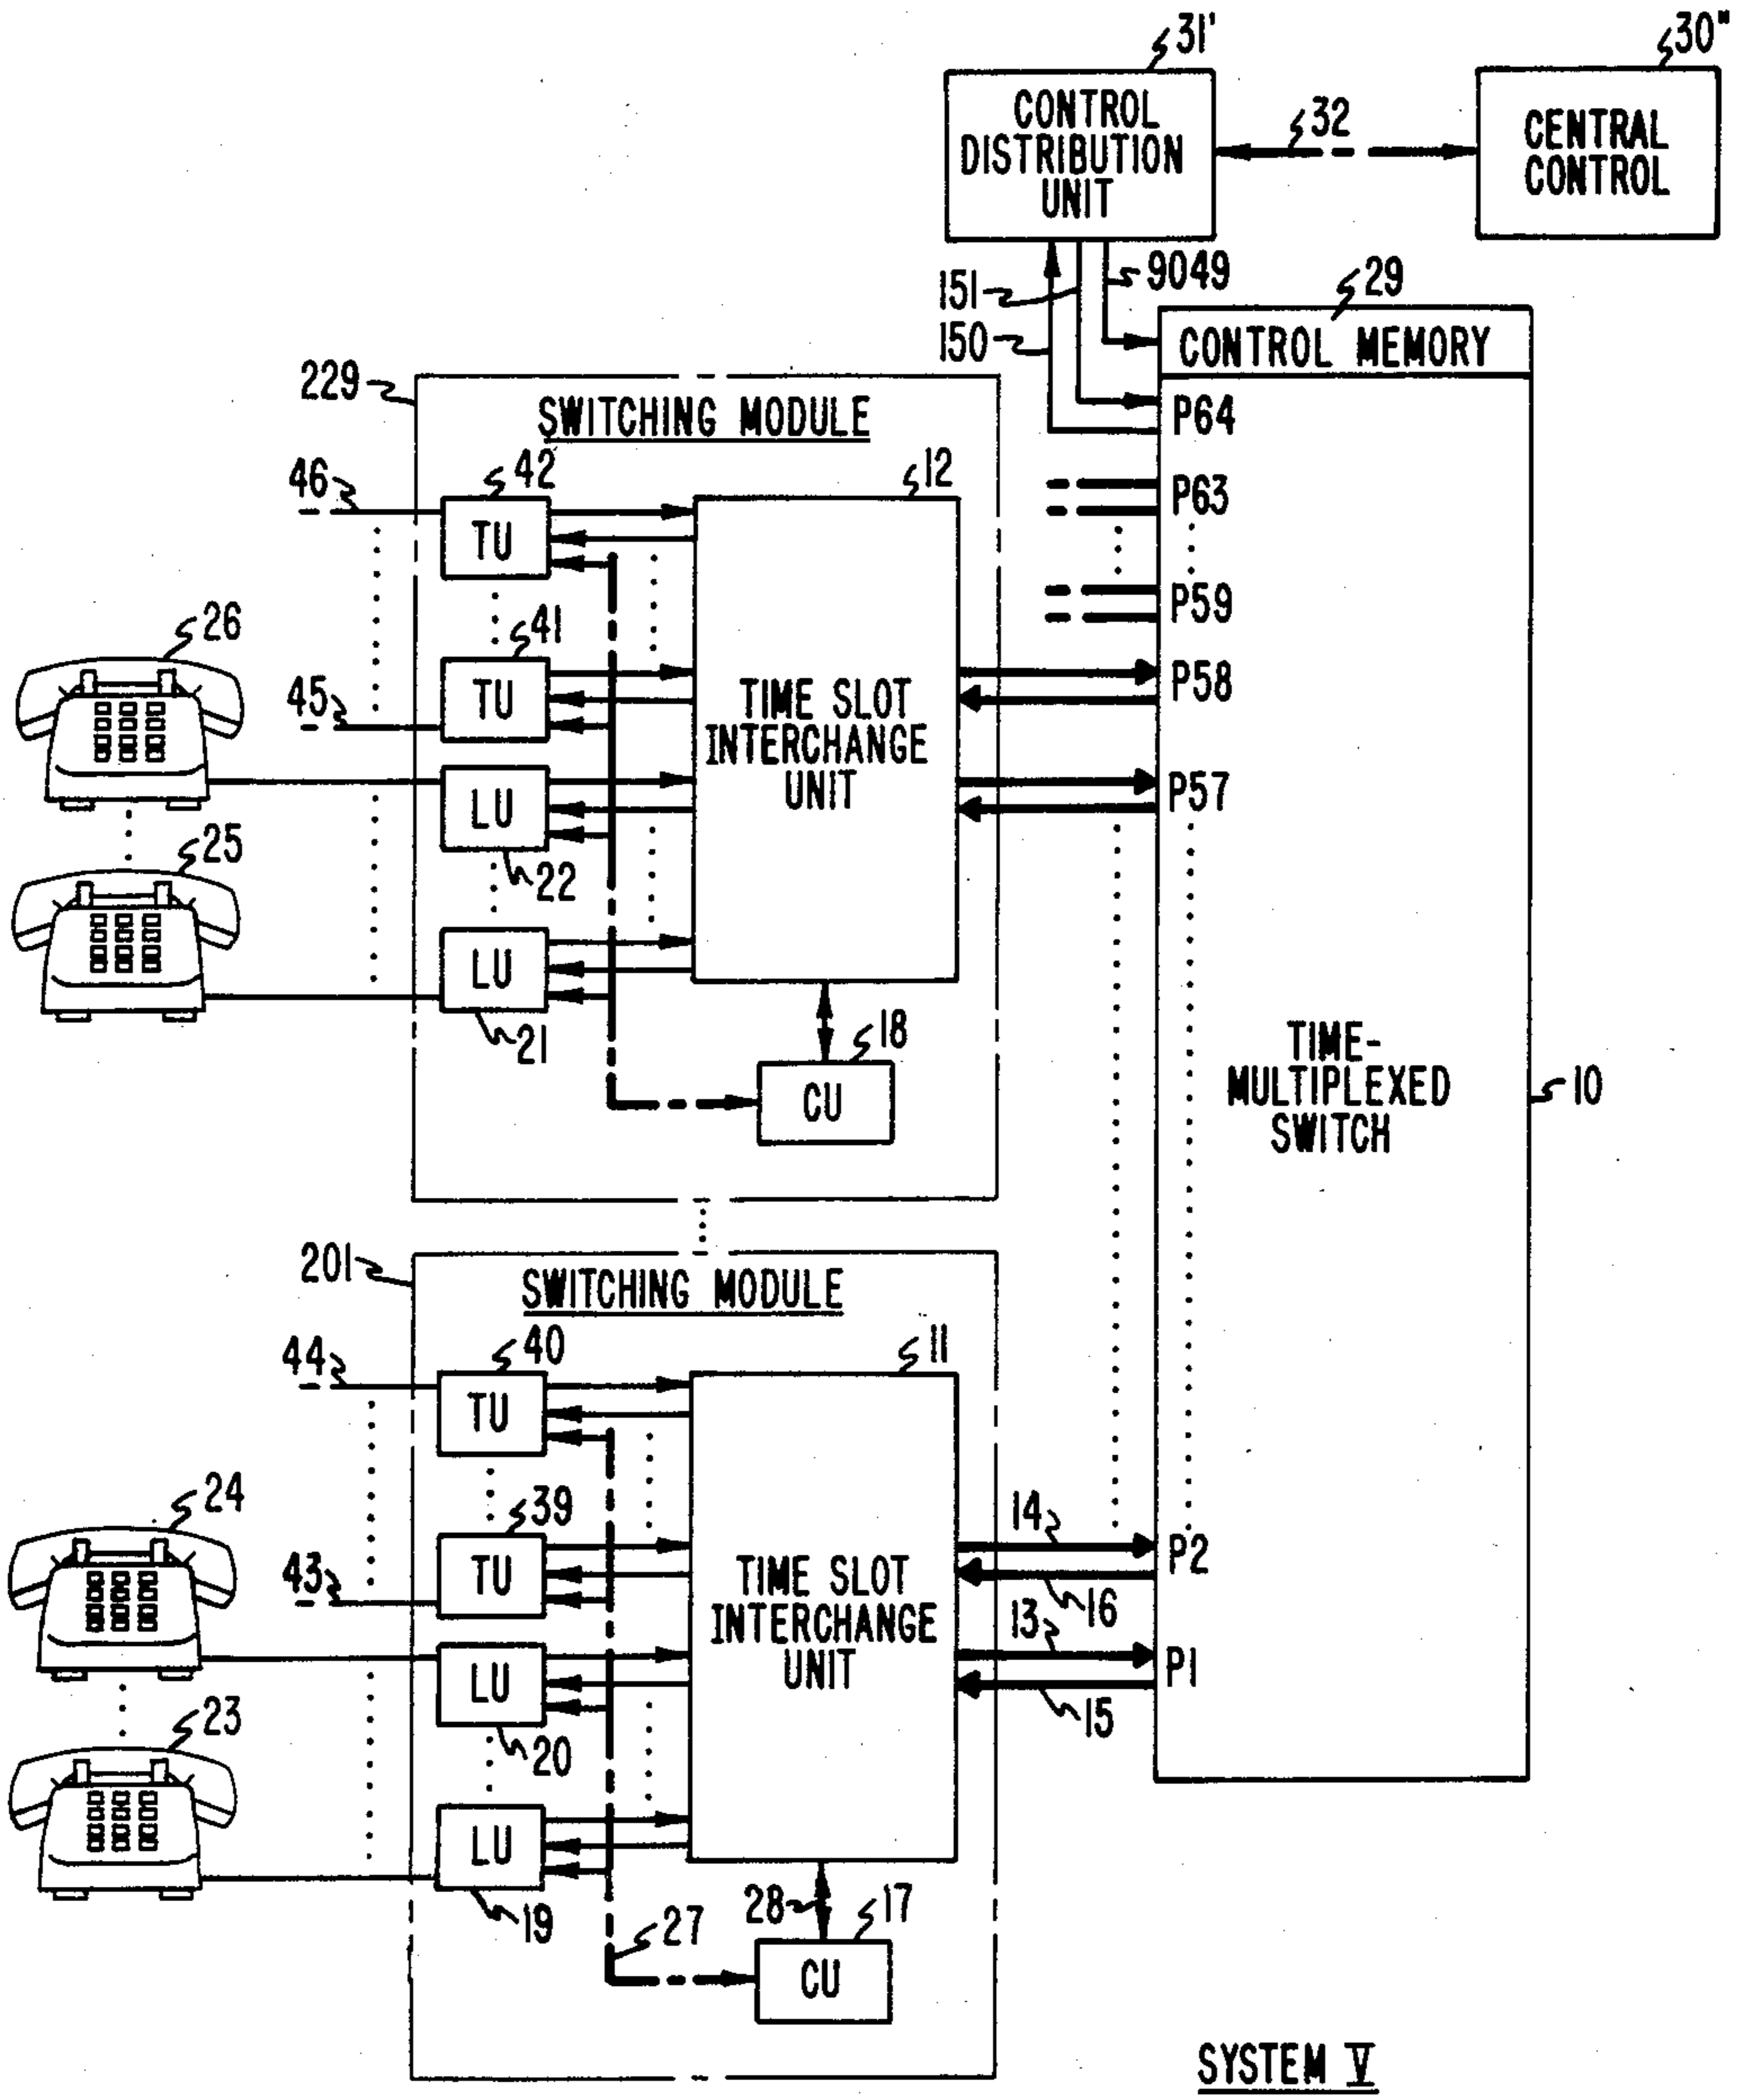 31'
30"
CONTROL
DISTRIBUTION
UNIT
32
CENTRAL
CONTROL
151
9049
150
29
CONTROL MEMORY
229
SWITCHING MODULE
P64
46
42
12
TU
P63
P59
26
41
45
TU
TIME SLOT
INTERCHANGE
UNIT
P58
LU
P57
25
22
LU
21
18
CU
TIME-
MULTIPLEXED
SWITCH
10
201
SWITCHING MODULE
44
40
11
TU
24
39
14
43
TU
TIME SLOT
INTERCHANGE
UNIT
P2
16
13
LU
P1
23
20
15
LU
19
28
17
27
CU
SYSTEM V